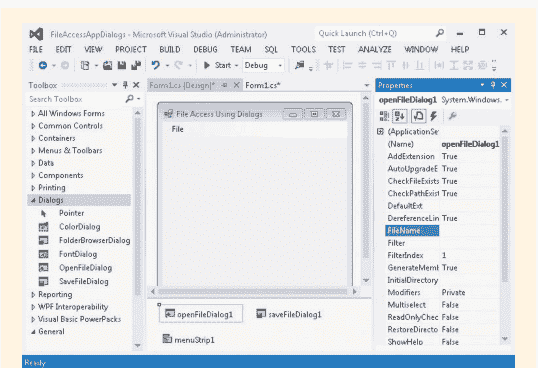 FileAccessAppDialogs - Microsoft Visual Studio (Administrator) Quick Launch (Ctrl+Q)
FILE EDIT VIEW PROJECT BUILD DEBUG TEAM SQL TOOLS TEST ANALYZE WINDOW HELP
Start - Debug
Toolbox
Form1.cs [Design]* Form1.cs*
Properties
Search Toolbox
openFileDialog1 System.Windows.
All Windows Forms
Common Controls
Containers
Menus & Toolbars
Data
Components
Printing
Dialogs
Pointer
ColorDialog
FolderBrowserDialog
FontDialog
OpenFileDialog
SaveFileDialog
Reporting
WPF Interoperability
Visual Basic PowerPacks
General
File Access Using Dialogs
File
openFileDialog1 saveFileDialog1
menuStrip1
(ApplicationSe
(Name) openFileDialog1
AddExtension True
AutoUpgradeE True
CheckFileExists True
CheckPathExist True
DefaultExt
DereferenceLin True
FileName
Filter
FilterIndex 1
GenerateMemb True
InitialDirectory
Modifiers Private
Multiselect False
ReadOnlyChec False
RestoreDirecto False
ShowHelp False
Ready